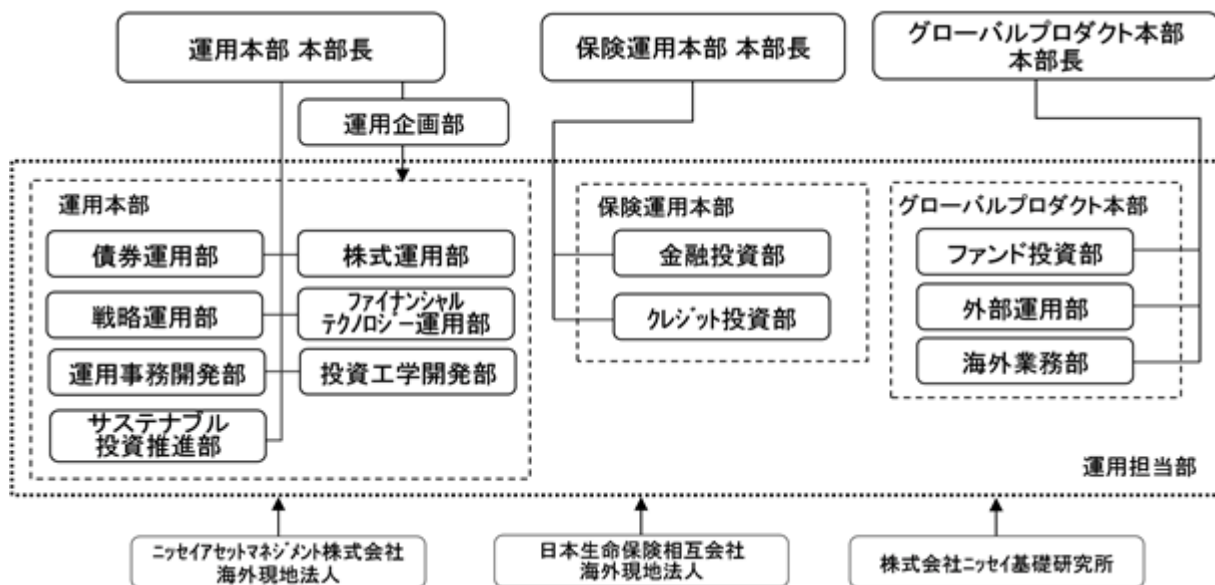 運用本部 本部長
保険運用本部 本部長
グローバルプロダクト本部
本部長
運用企画部
運用本部
債券運用部
株式運用部
戦略運用部
ファイナンシャル
テクノロジー運用部
運用事務開発部
投資工学開発部
サステナブル
投資推進部
保険運用本部
金融投資部
クレジット投資部
グローバルプロダクト本部
ファンド投資部
外部運用部
海外業務部
運用担当部
ニッセイアセットマネジメント株式会社
海外現地法人
日本生命保険相互会社
海外現地法人
株式会社ニッセイ基礎研究所